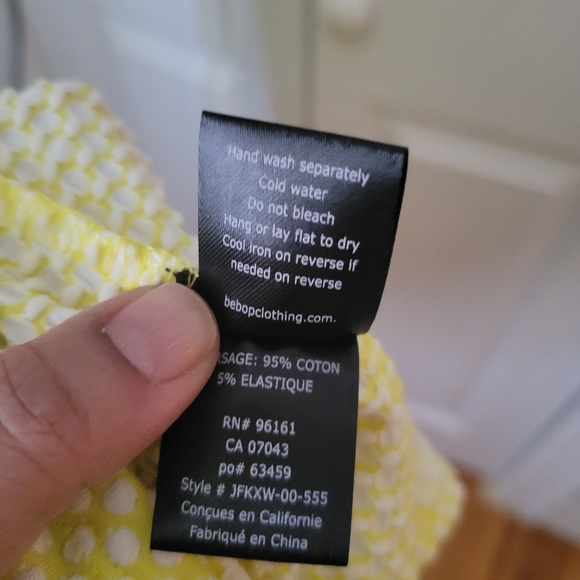 Hand wash separately
Cold water
Do not bleach
Hang or lay flat to dry
Cool iron on reverse if
needed on reverse
bebopclothing.com.
95% COTON
5% ELASTIQUE
RN# 96161
CA 07043
po# 63459
Style # JFKXW-00-555
Conçues en Californie
Fabriqué en China